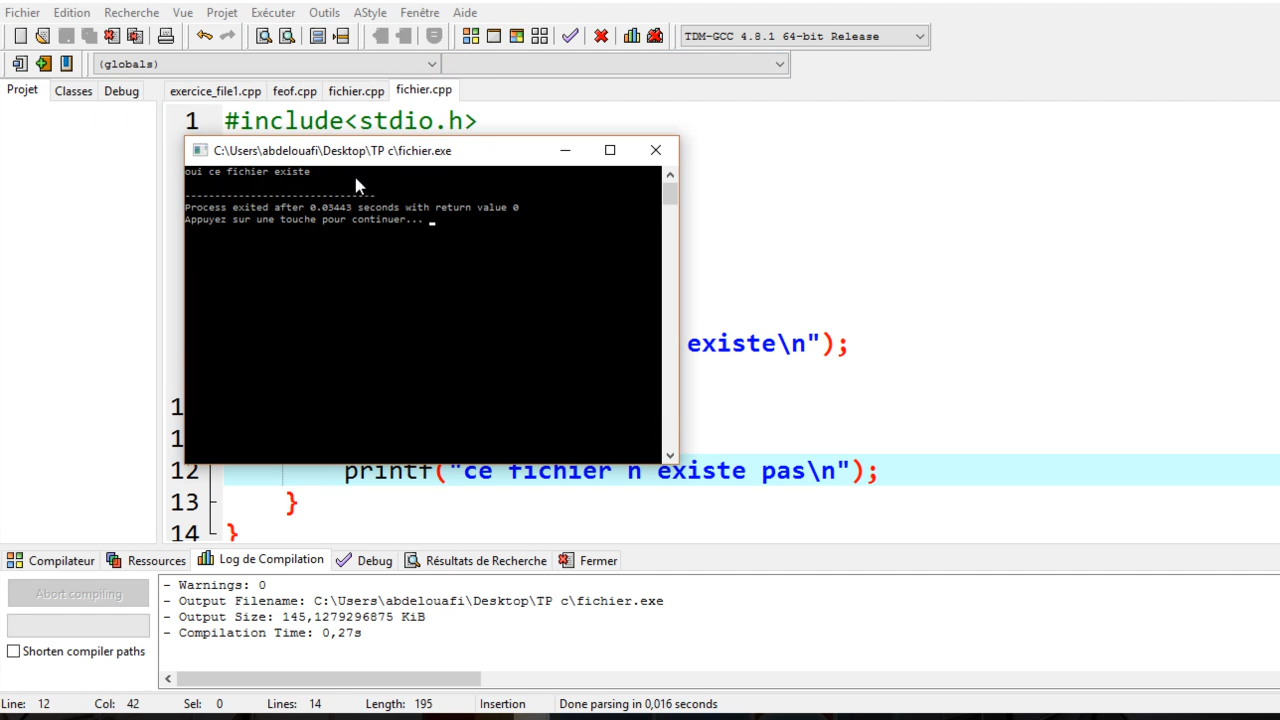 Fichier Edition Recherche Vue Projet Exécuter Outils AStyle Fenêtre Aide
TDM-GCC 4.8.1 64-bit Release
(globals)
Projet Classes Debug exercice_file1.cpp feof.cpp fichier.cpp fichier.cpp
1 #include<stdio.h>
C:\Users\abdelouafi\Desktop\TP c\fichier.exe
oui ce fichier existe
--------------------------------
Process exited after 0.03443 seconds with return value 0
Appuyez sur une touche pour continuer... _
existe\n");
1
1
12 printf("ce fichier n existe pas\n");
13 }
14 }
Compilateur Ressources Log de Compilation Debug Résultats de Recherche Fermer
Abort compiling
Shorten compiler paths
- Warnings: 0
- Output Filename: C:\Users\abdelouafi\Desktop\TP c\fichier.exe
- Output Size: 145,1279296875 KiB
- Compilation Time: 0,27s
Line: 12 Col: 42 Sel: 0 Lines: 14 Length: 195 Insertion Done parsing in 0,016 seconds